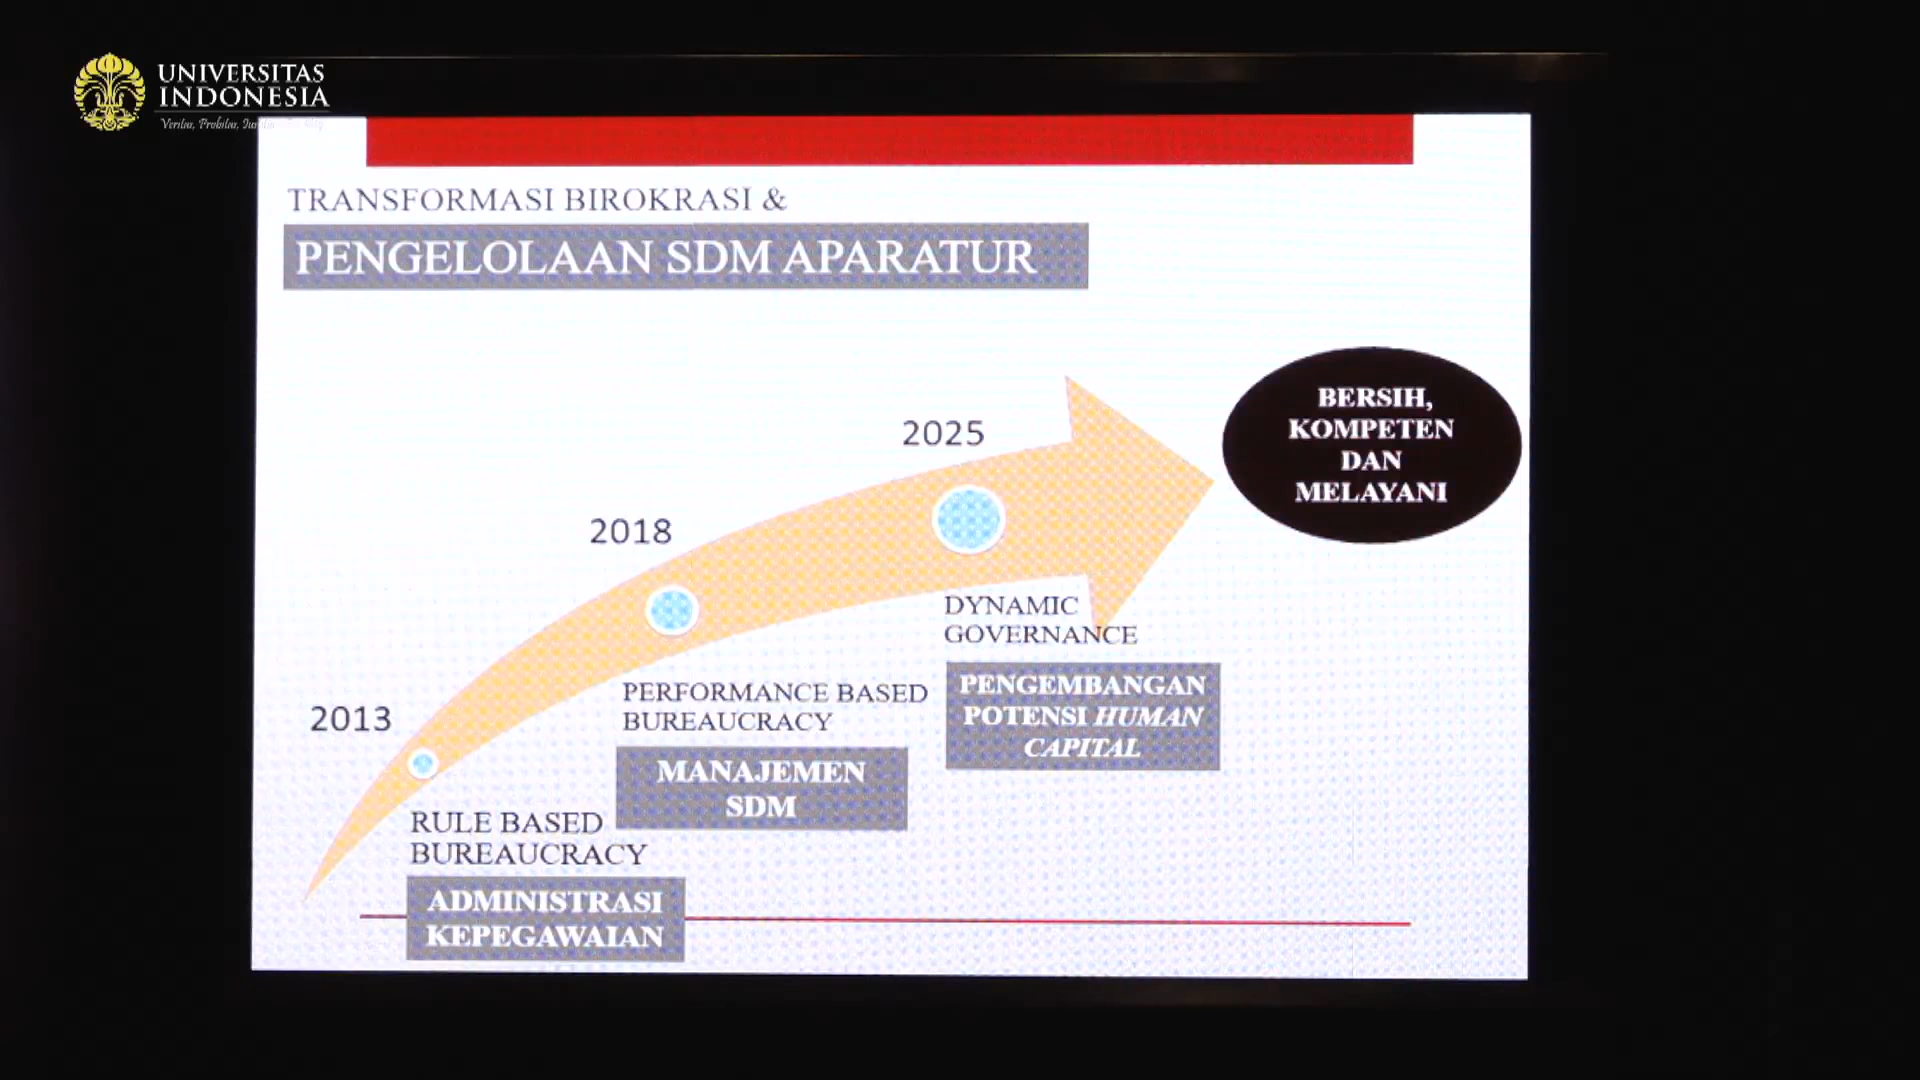 UNIVERSITAS
INDONESIA
Veritas, Probitas,
TRANSFORMASI BIROKRASI &
PENGELOLAAN SDM APARATUR
BERSIH,
KOMPETEN
DAN
MELAYANI
2025
2018
2013
DYNAMIC
GOVERNANCE
PENGEMBANGAN
POTENSI HUMAN
CAPITAL
PERFORMANCE BASED
BUREAUCRACY
MANAJEMEN
SDM
RULE BASED
BUREAUCRACY
ADMINISTRASI
KEPEGAWAIAN